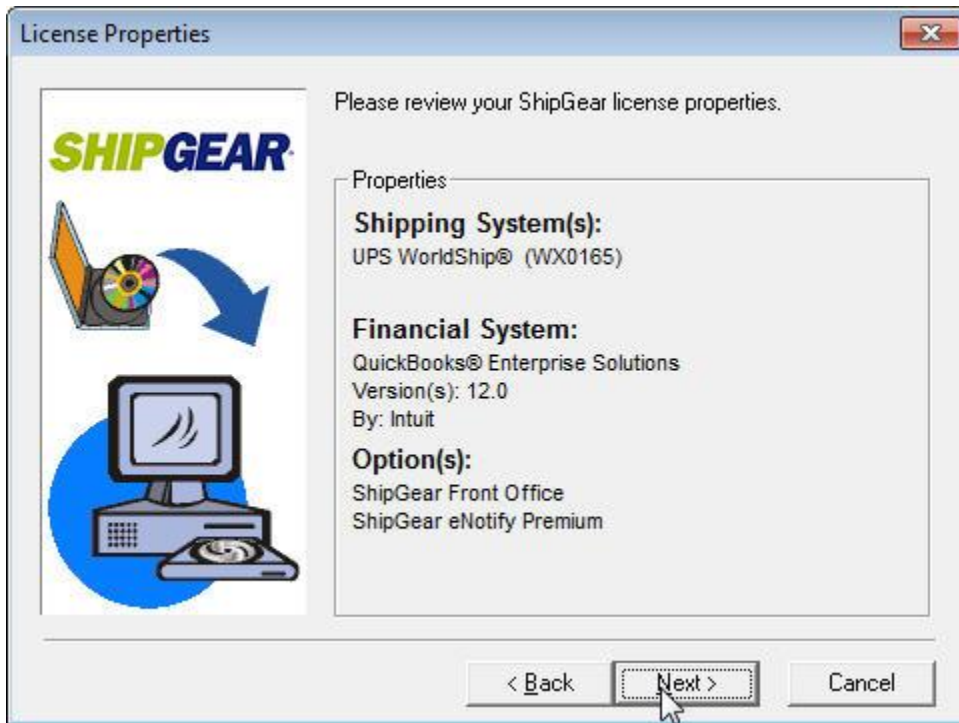 License Properties
Please review your ShipGear license properties.
SHIPGEAR
Properties
Shipping System(s):
UPS WorldShip® (WX0165)
Financial System:
QuickBooks® Enterprise Solutions
Version(s): 12.0
By: Intuit
Option(s):
ShipGear Front Office
ShipGear eNotify Premium
< Back
Next >
Cancel